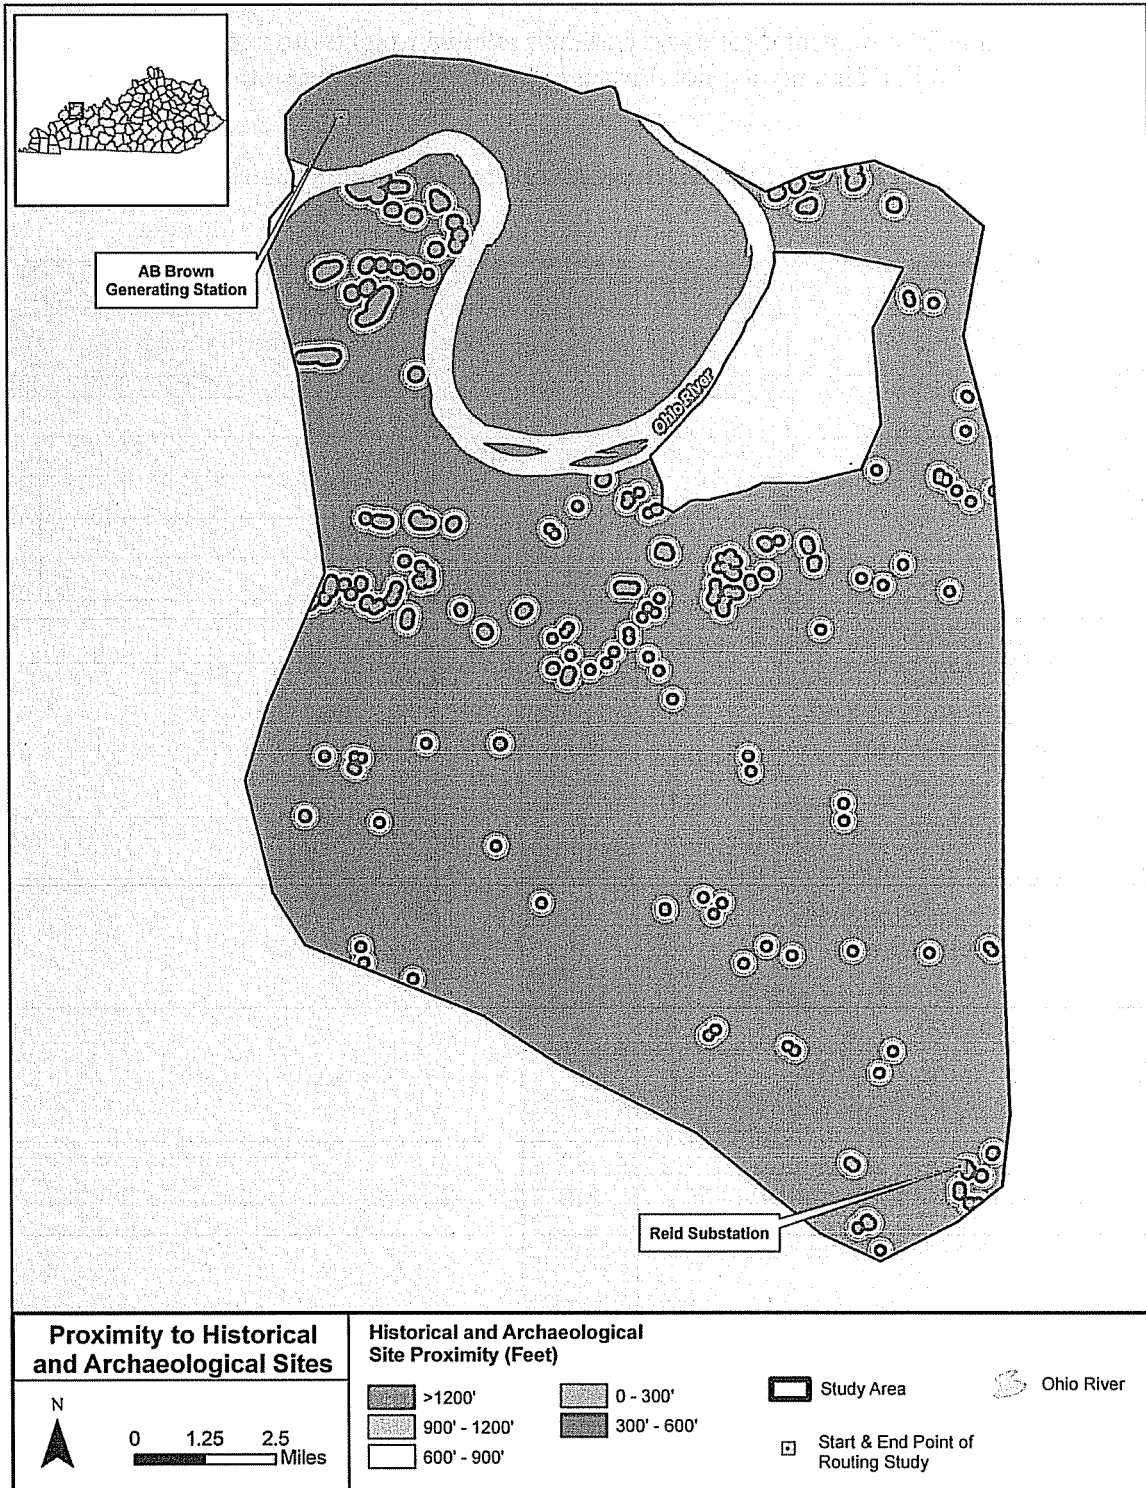 AB Brown
Generating Station
Ohio River
Reid Substation
Proximity to Historical
and Archaeological Sites
N
0 1.25 2.5
Miles
Historical and Archaeological
Site Proximity (Feet)
>1200'
900' - 1200'
600' - 900'
0 - 300'
300' - 600'
Study Area
Start & End Point of
Routing Study
Ohio River